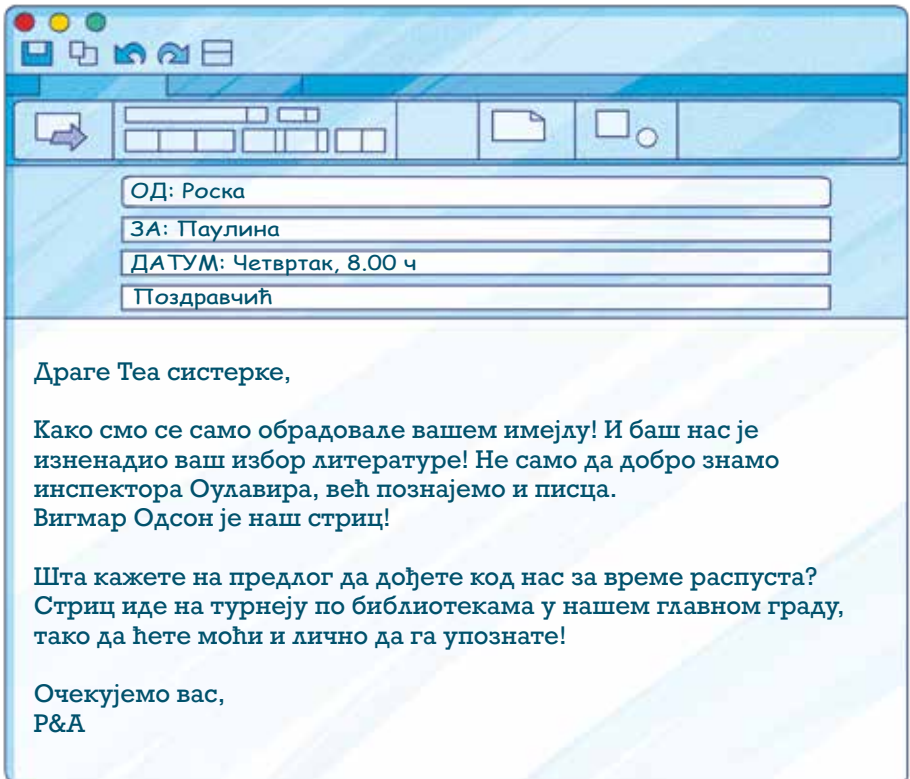 ОД: Роска
ЗА: Паулина
ДАТУМ: Четвртак, 8.00 ч
Поздравчић
Драге Теа систерке,
Како смо се само обрадовале вашем имејлу! И баш нас је
изненадио ваш избор литературе! Не само да добро знамо
инспектора Оулавира, већ познајемо и писца.
Вигмар Одсон је наш стриц!
Шта кажете на предлог да дођете код нас за време распуста?
Стриц иде на турнеју по библиотекама у нашем главном граду,
тако да ћете моћи и лично да га упознате!
Очекујемо вас,
Р&А